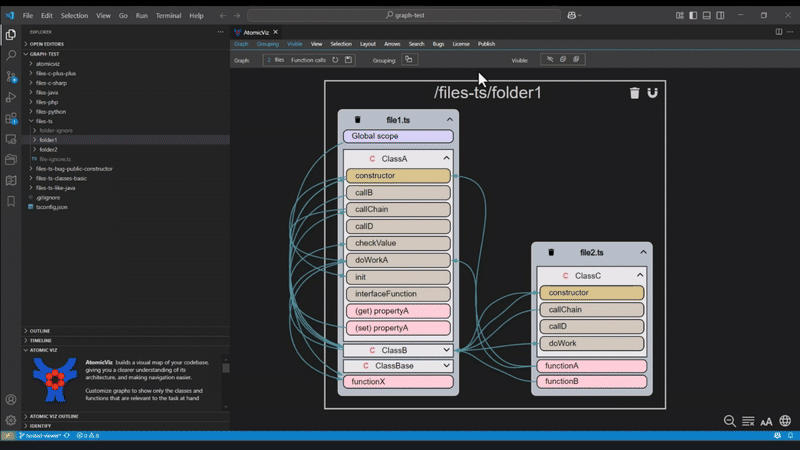 File Edit Selection View Go Run Terminal Help
graph-test
EXPLORER
OPEN EDITORS
GRAPH-TEST
atomicviz
files-c-plus-plus
files-c-sharp
files-java
files-php
files-python
files-ts
folder-ignore
folder1
folder2
file-ignore.ts
files-ts-bug-public-constructor
files-ts-classes-basic
files-ts-like-java
.gitignore
tsconfig.json
OUTLINE
TIMELINE
ATOMIC VIZ
AtomicViz builds a visual map of your codebase,
giving you a clearer understanding of its
architecture, and making navigation easier.
Customize graphs to show only the classes and
functions that are relevant to the task at hand
ATOMIC VIZ OUTLINE
IDENTIFY
AtomicViz
Graph Grouping Visible View Selection Layout Arrows Search Bugs License Publish
Graph: 2 files Function calls Grouping: Visible:
/files-ts/folder1
file1.ts
Global scope
C ClassA
constructor
callB
callChain
callD
checkValue
doWorkA
init
interfaceFunction
(get) propertyA
(set) propertyA
C ClassB
C ClassBase
functionX
file2.ts
C ClassC
constructor
callChain
callD
doWork
functionA
functionB
AA
hosted-viewer*
0 8